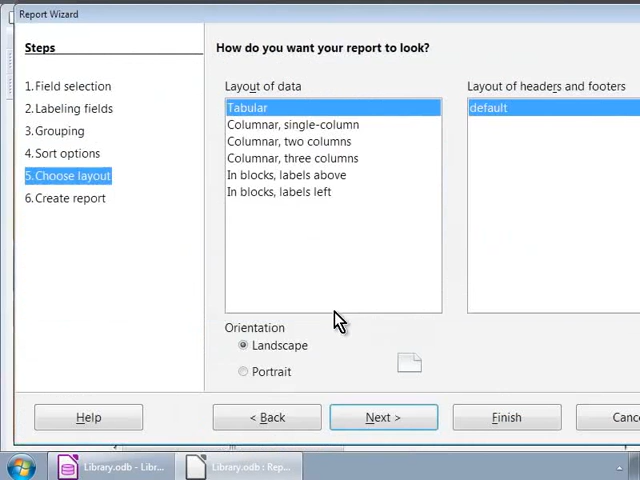 Report Wizard
Steps
How do you want your report to look?
1. Field selection
2. Labeling fields
3. Grouping
4. Sort options
5. Choose layout
6. Create report
Layout of data
Tabular
Columnar, single-column
Columnar, two columns
Columnar, three columns
In blocks, labels above
In blocks, labels left
Layout of headers and footers
default
Orientation
Landscape
Portrait
Help
< Back
Next >
Finish
Canc
Library.odb - Libr...
Library.odb : Rep...